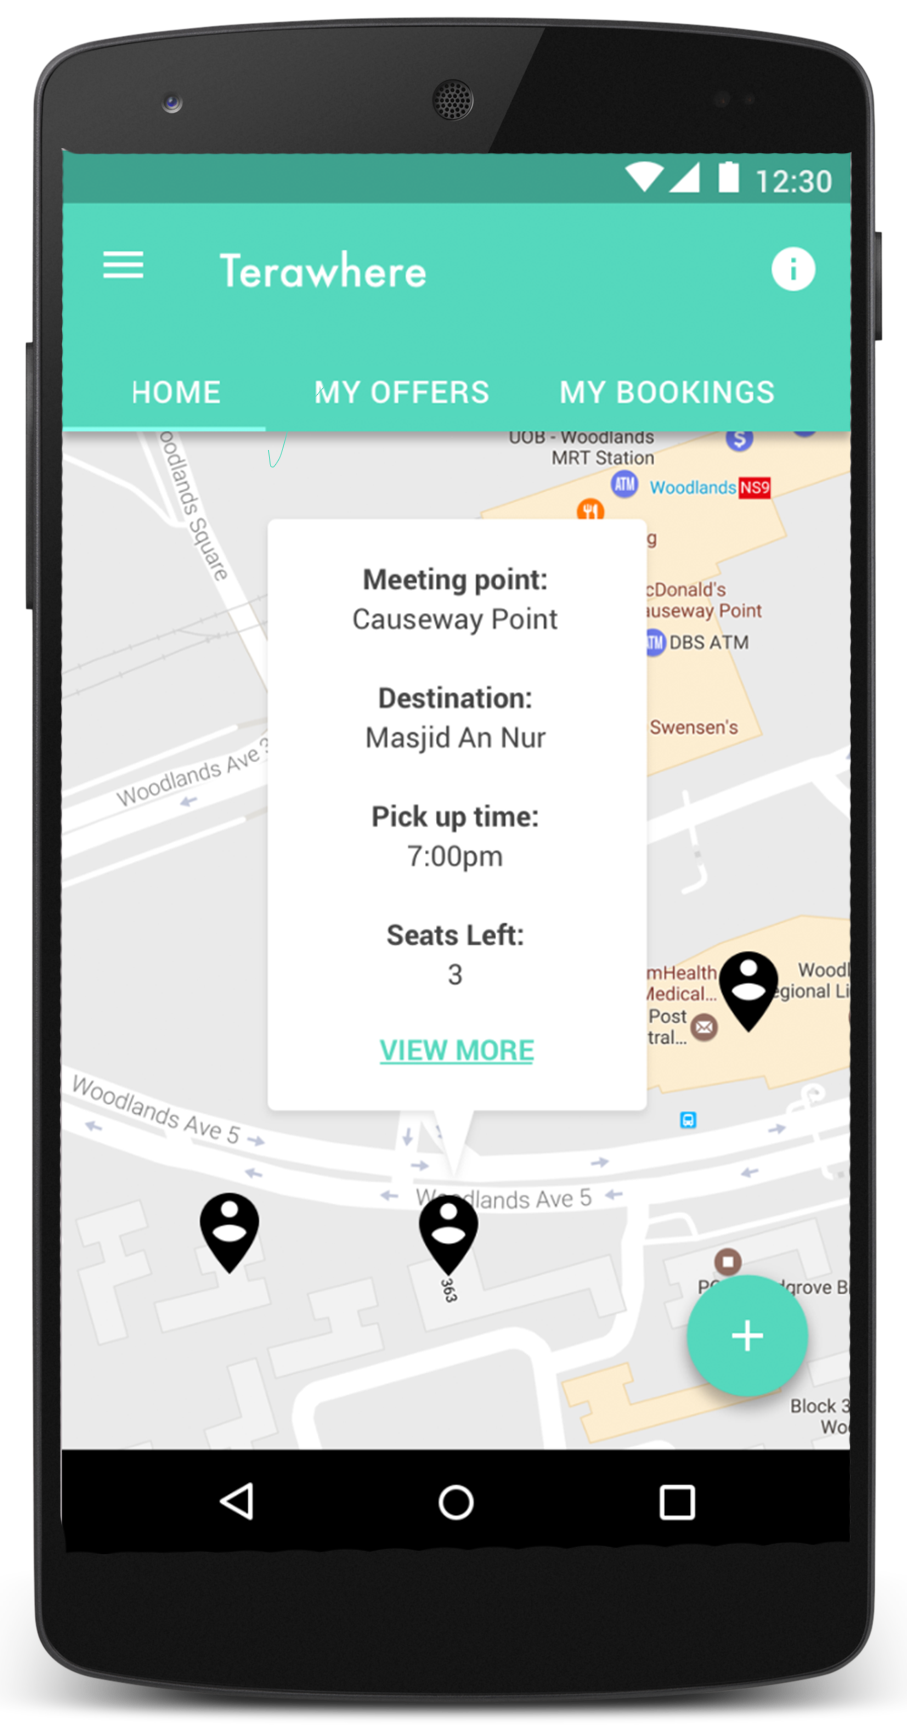 12:30
Terawhere
HOME
MY OFFERS
MY BOOKINGS
UOB - Woodlands
MRT Station
oodlands Square
ATM
Woodlands NS9
g
Meeting point:
Causeway Point
cDonald's
auseway Point
DBS ATM
Destination:
Masjid An Nur
Swensen's
Woodlands Ave 3
Pick up time:
7:00pm
Seats Left:
3
mHealth
Medical...
Woodl
egional Li
Post
tral...
VIEW MORE
Woodlands Ave 5
Woodlands Ave 5
363
grove B
Block 3
Wo